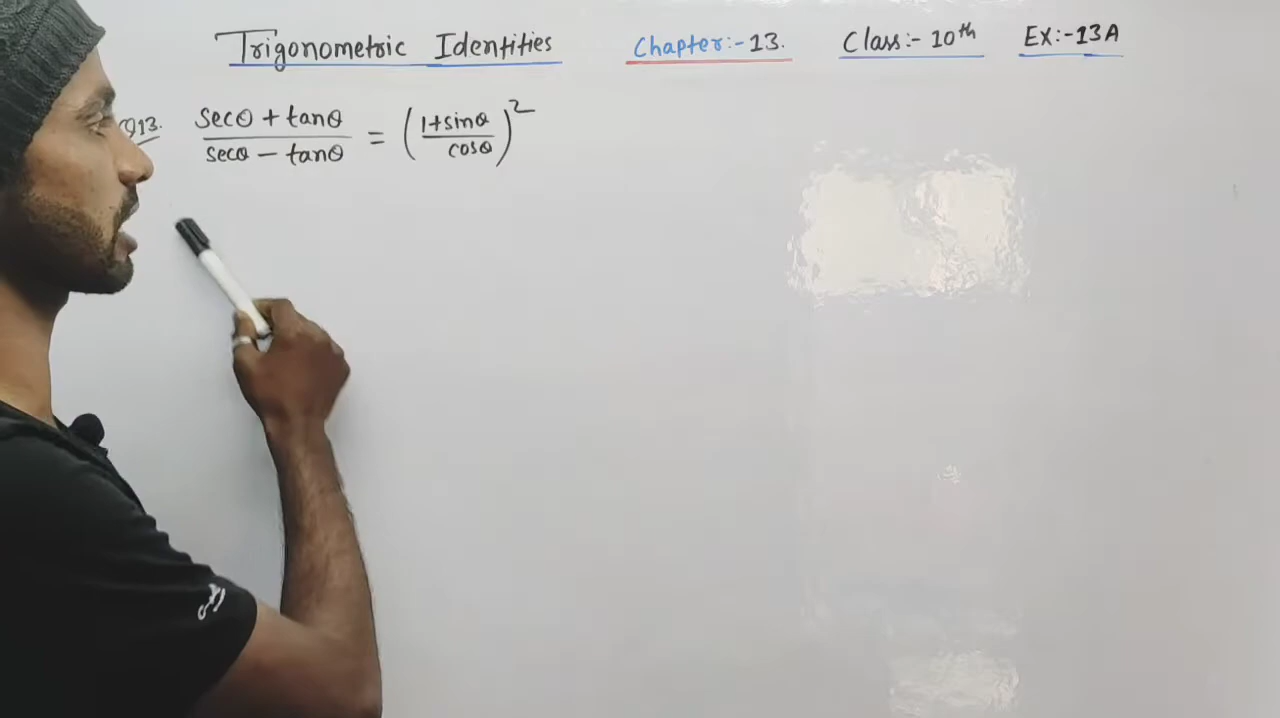 Trigonometric Identities Chapter:-13. Class:- 10th Ex:-13A
Q13. secθ + tanθ / secθ - tanθ = (1+sinθ / cosθ)²